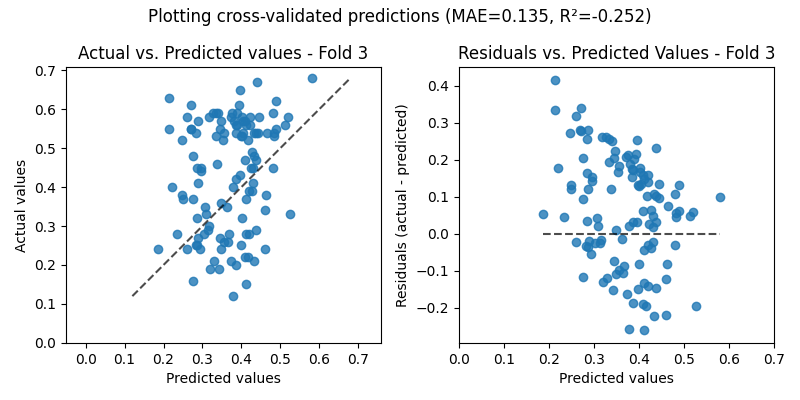 Plotting cross-validated predictions (MAE=0.135, R²=-0.252)
Actual vs. Predicted values - Fold 3
Actual values
0.7
0.6
0.5
0.4
0.3
0.2
0.1
0.0
0.0 0.1 0.2 0.3 0.4 0.5 0.6 0.7
Predicted values
Residuals vs. Predicted Values - Fold 3
Residuals (actual - predicted)
0.4
0.3
0.2
0.1
0.0
−0.1
−0.2
0.0 0.1 0.2 0.3 0.4 0.5 0.6 0.7
Predicted values